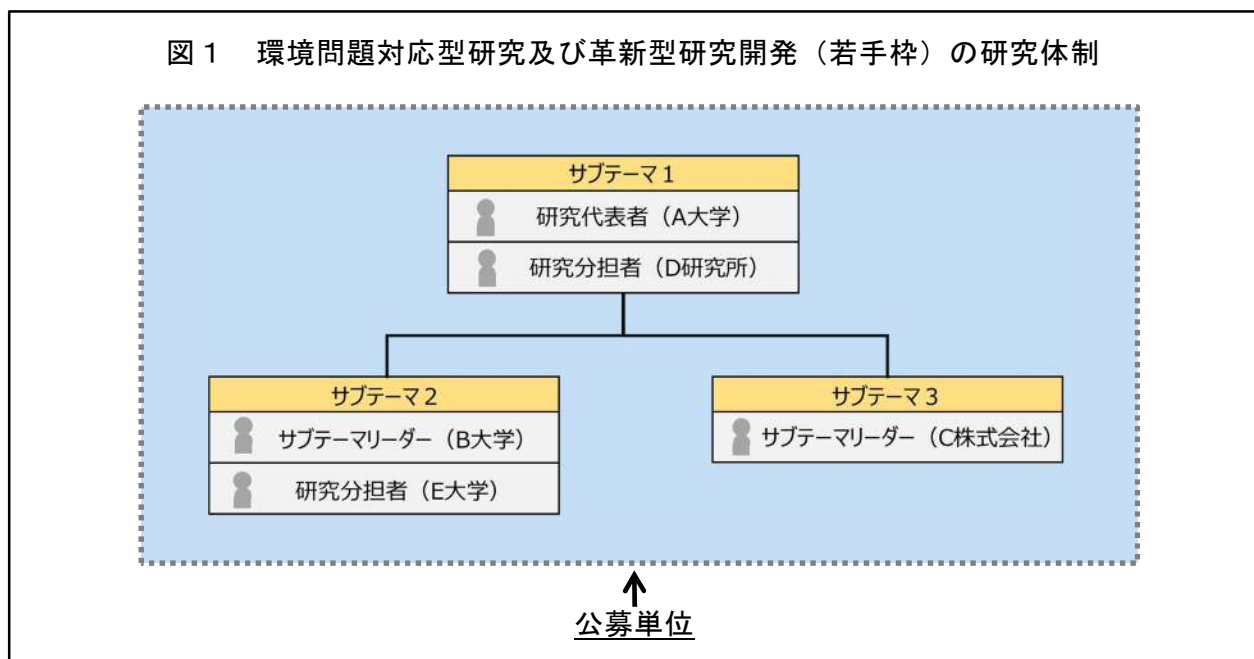 図１　環境問題対応型研究及び革新型研究開発（若手枠）の研究体制
サブテーマ１
研究代表者（A大学）
研究分担者（D研究所）
サブテーマ２
サブテーマリーダー（B大学）
研究分担者（E大学）
サブテーマ３
サブテーマリーダー（C株式会社）
公募単位